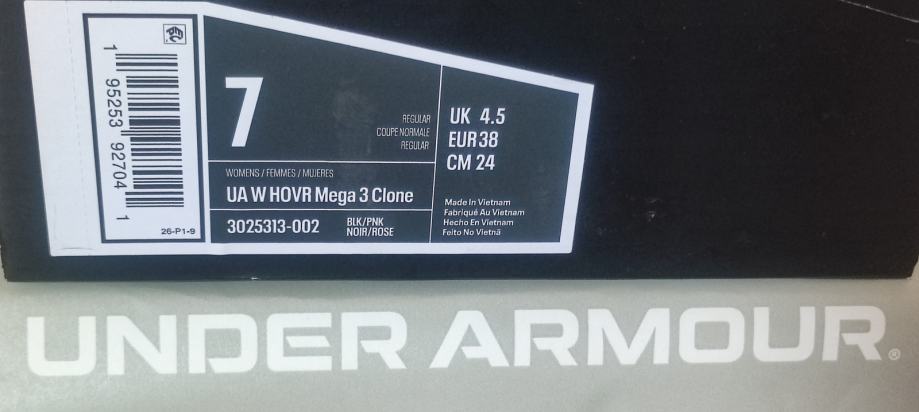 1 95253 92704 1
26-P1-9
7
REGULAR
COUPE NORMALE
REGULAR
WOMENS / FEMMES / MUJERES
UA W HOVR Mega 3 Clone
3025313-002
BLK/PNK
NOIR/ROSE
UK 4.5
EUR 38
CM 24
Made In Vietnam
Fabriqué Au Vietnam
Hecho En Vietnam
Feito No Vietnã
UNDER ARMOUR®